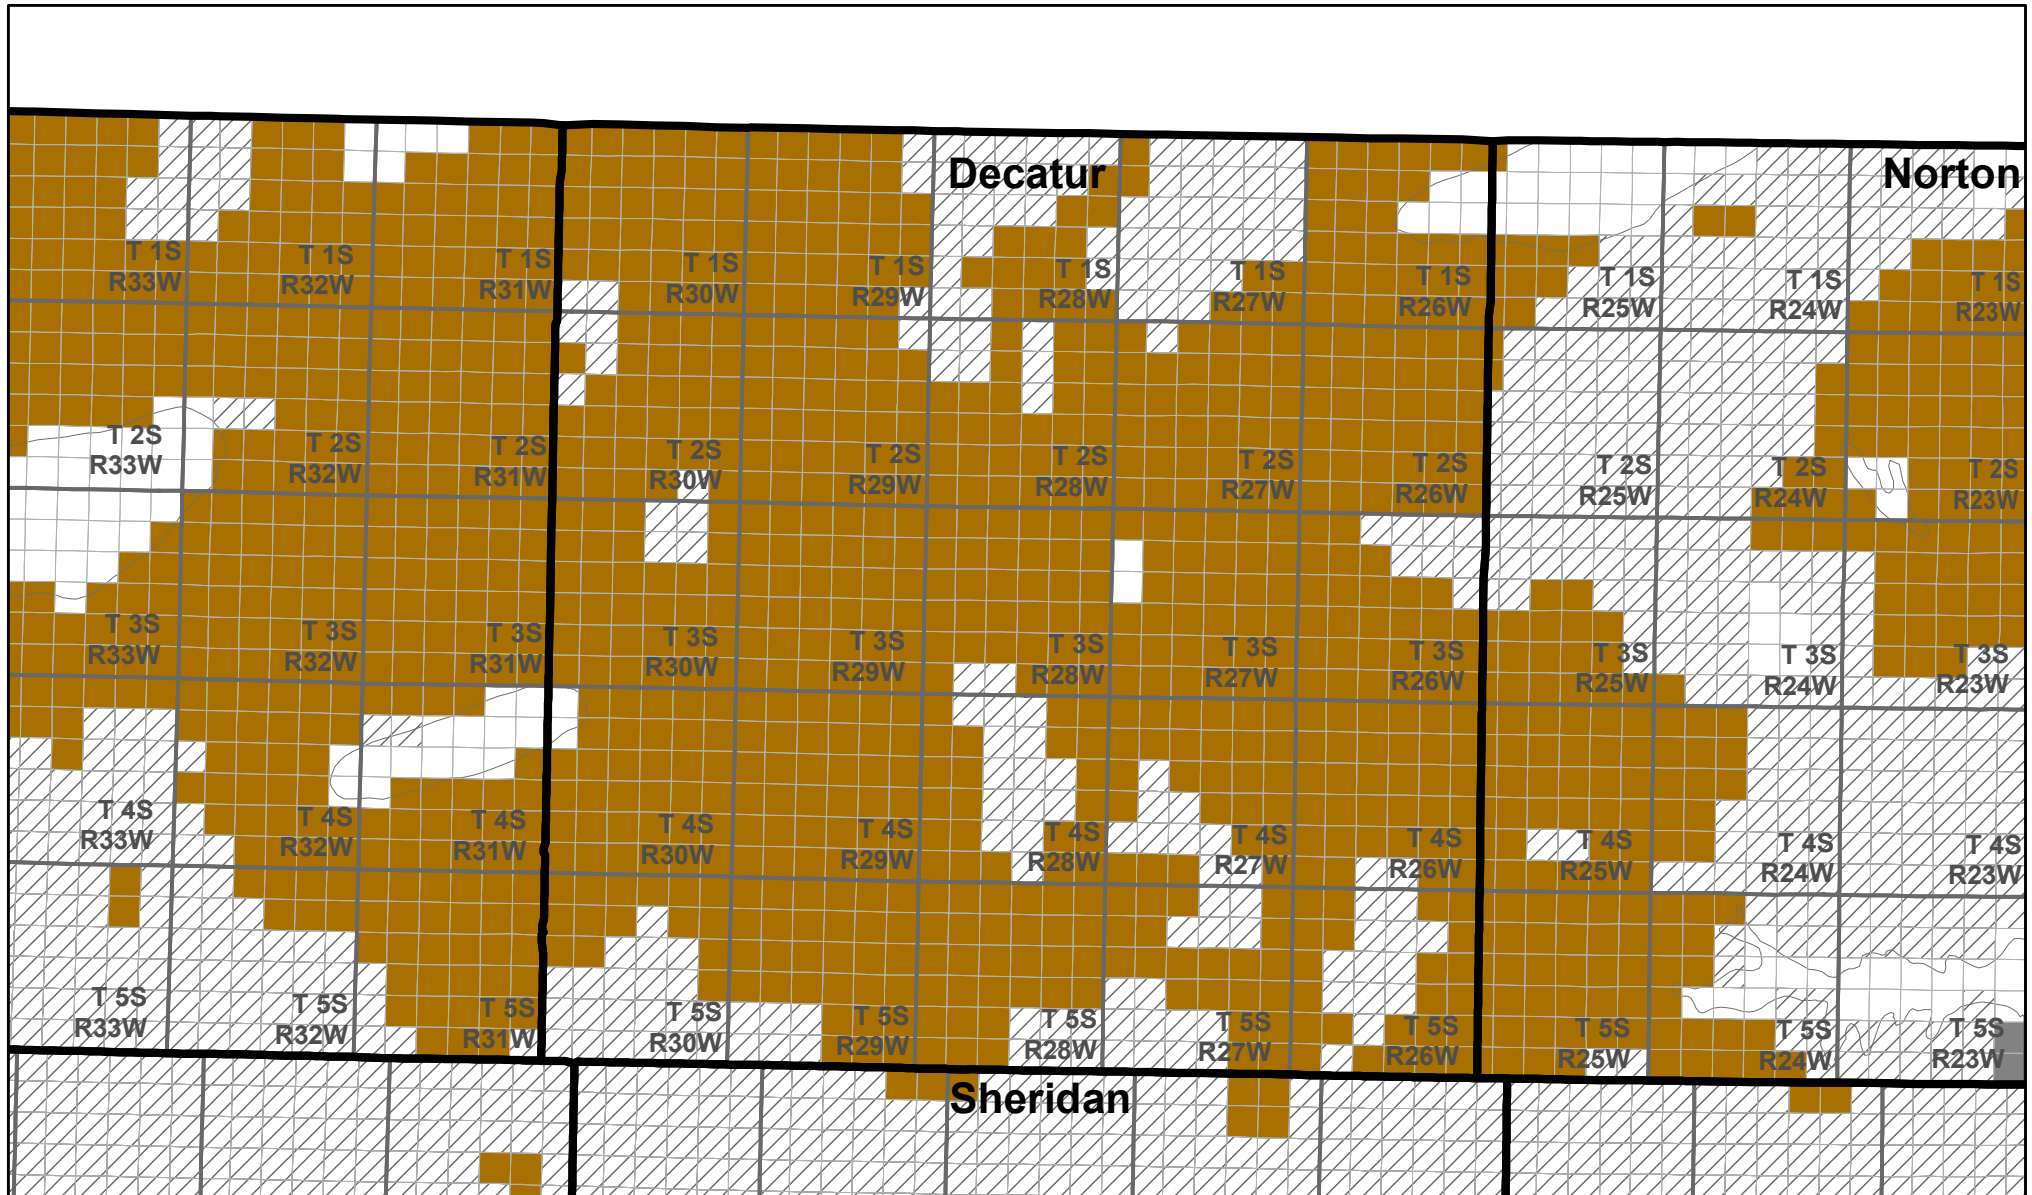 Decatur
Norton
T 1S
R33W
T 1S
R32W
T 1S
R31W
T 1S
R30W
T 1S
R29W
T 1S
R28W
T 1S
R27W
T 1S
R26W
T 1S
R25W
T 1S
R24W
T 1S
R23W
T 2S
R33W
T 2S
R32W
T 2S
R31W
T 2S
R30W
T 2S
R29W
T 2S
R28W
T 2S
R27W
T 2S
R26W
T 2S
R25W
T 2S
R24W
T 2S
R23W
T 3S
R33W
T 3S
R32W
T 3S
R31W
T 3S
R30W
T 3S
R29W
T 3S
R28W
T 3S
R27W
T 3S
R26W
T 3S
R25W
T 3S
R24W
T 3S
R23W
T 4S
R33W
T 4S
R32W
T 4S
R31W
T 4S
R30W
T 4S
R29W
T 4S
R28W
T 4S
R27W
T 4S
R26W
T 4S
R25W
T 4S
R24W
T 4S
R23W
T 5S
R33W
T 5S
R32W
T 5S
R31W
T 5S
R30W
T 5S
R29W
T 5S
R28W
T 5S
R27W
T 5S
R26W
T 5S
R25W
T 5S
R24W
T 5S
R23W
Sheridan